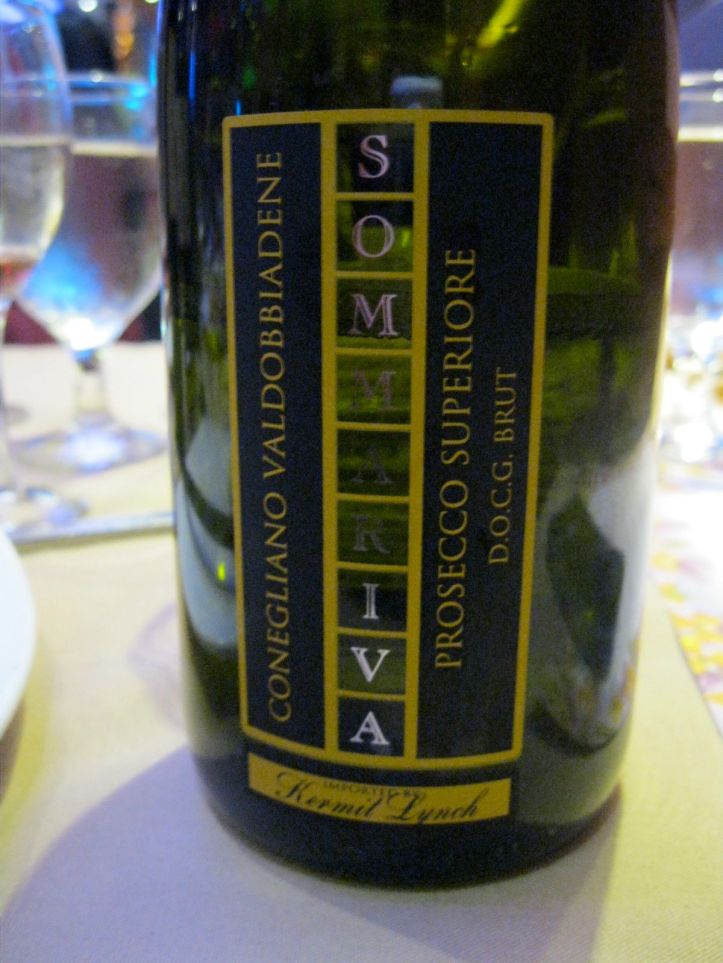 CONEGLIANO VALDOBBIADENE
SOMMARIVA
PROSECCO SUPERIORE
D.O.C.G. BRUT
IMPORTED BY
Kermit Lynch